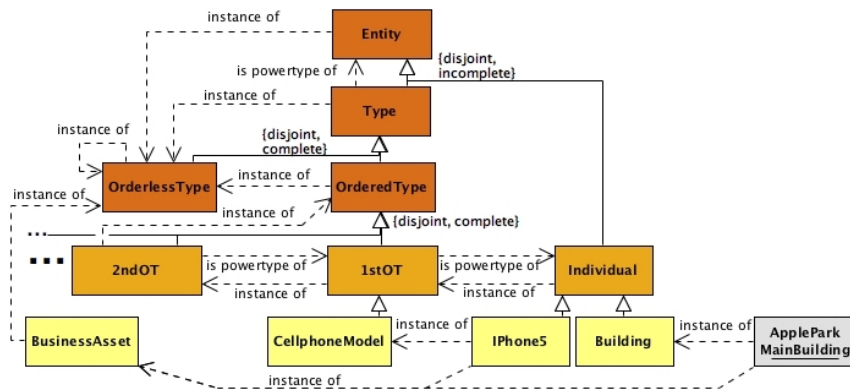 instance of
Entity
{disjoint,
incomplete}
is powertype of
instance of
Type
instance of
{disjoint,
complete}
OrderlessType
instance of
OrderedType
instance of
instance of
{disjoint, complete}
...
...
2ndOT
is powertype of
instance of
1stOT
is powertype of
instance of
Individual
BusinessAsset
CellphoneModel
instance of
IPhone5
Building
instance of
ApplePark
MainBuilding
instance of